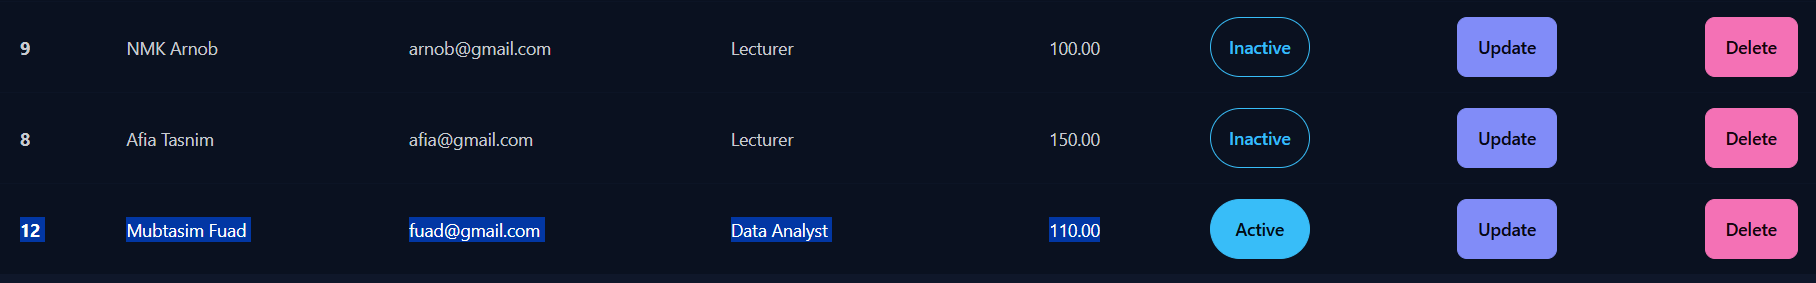 9 NMK Arnob arnob@gmail.com Lecturer 100.00 Inactive Update Delete
8 Afia Tasnim afia@gmail.com Lecturer 150.00 Inactive Update Delete
12 Mubtasim Fuad fuad@gmail.com Data Analyst 110.00 Active Update Delete